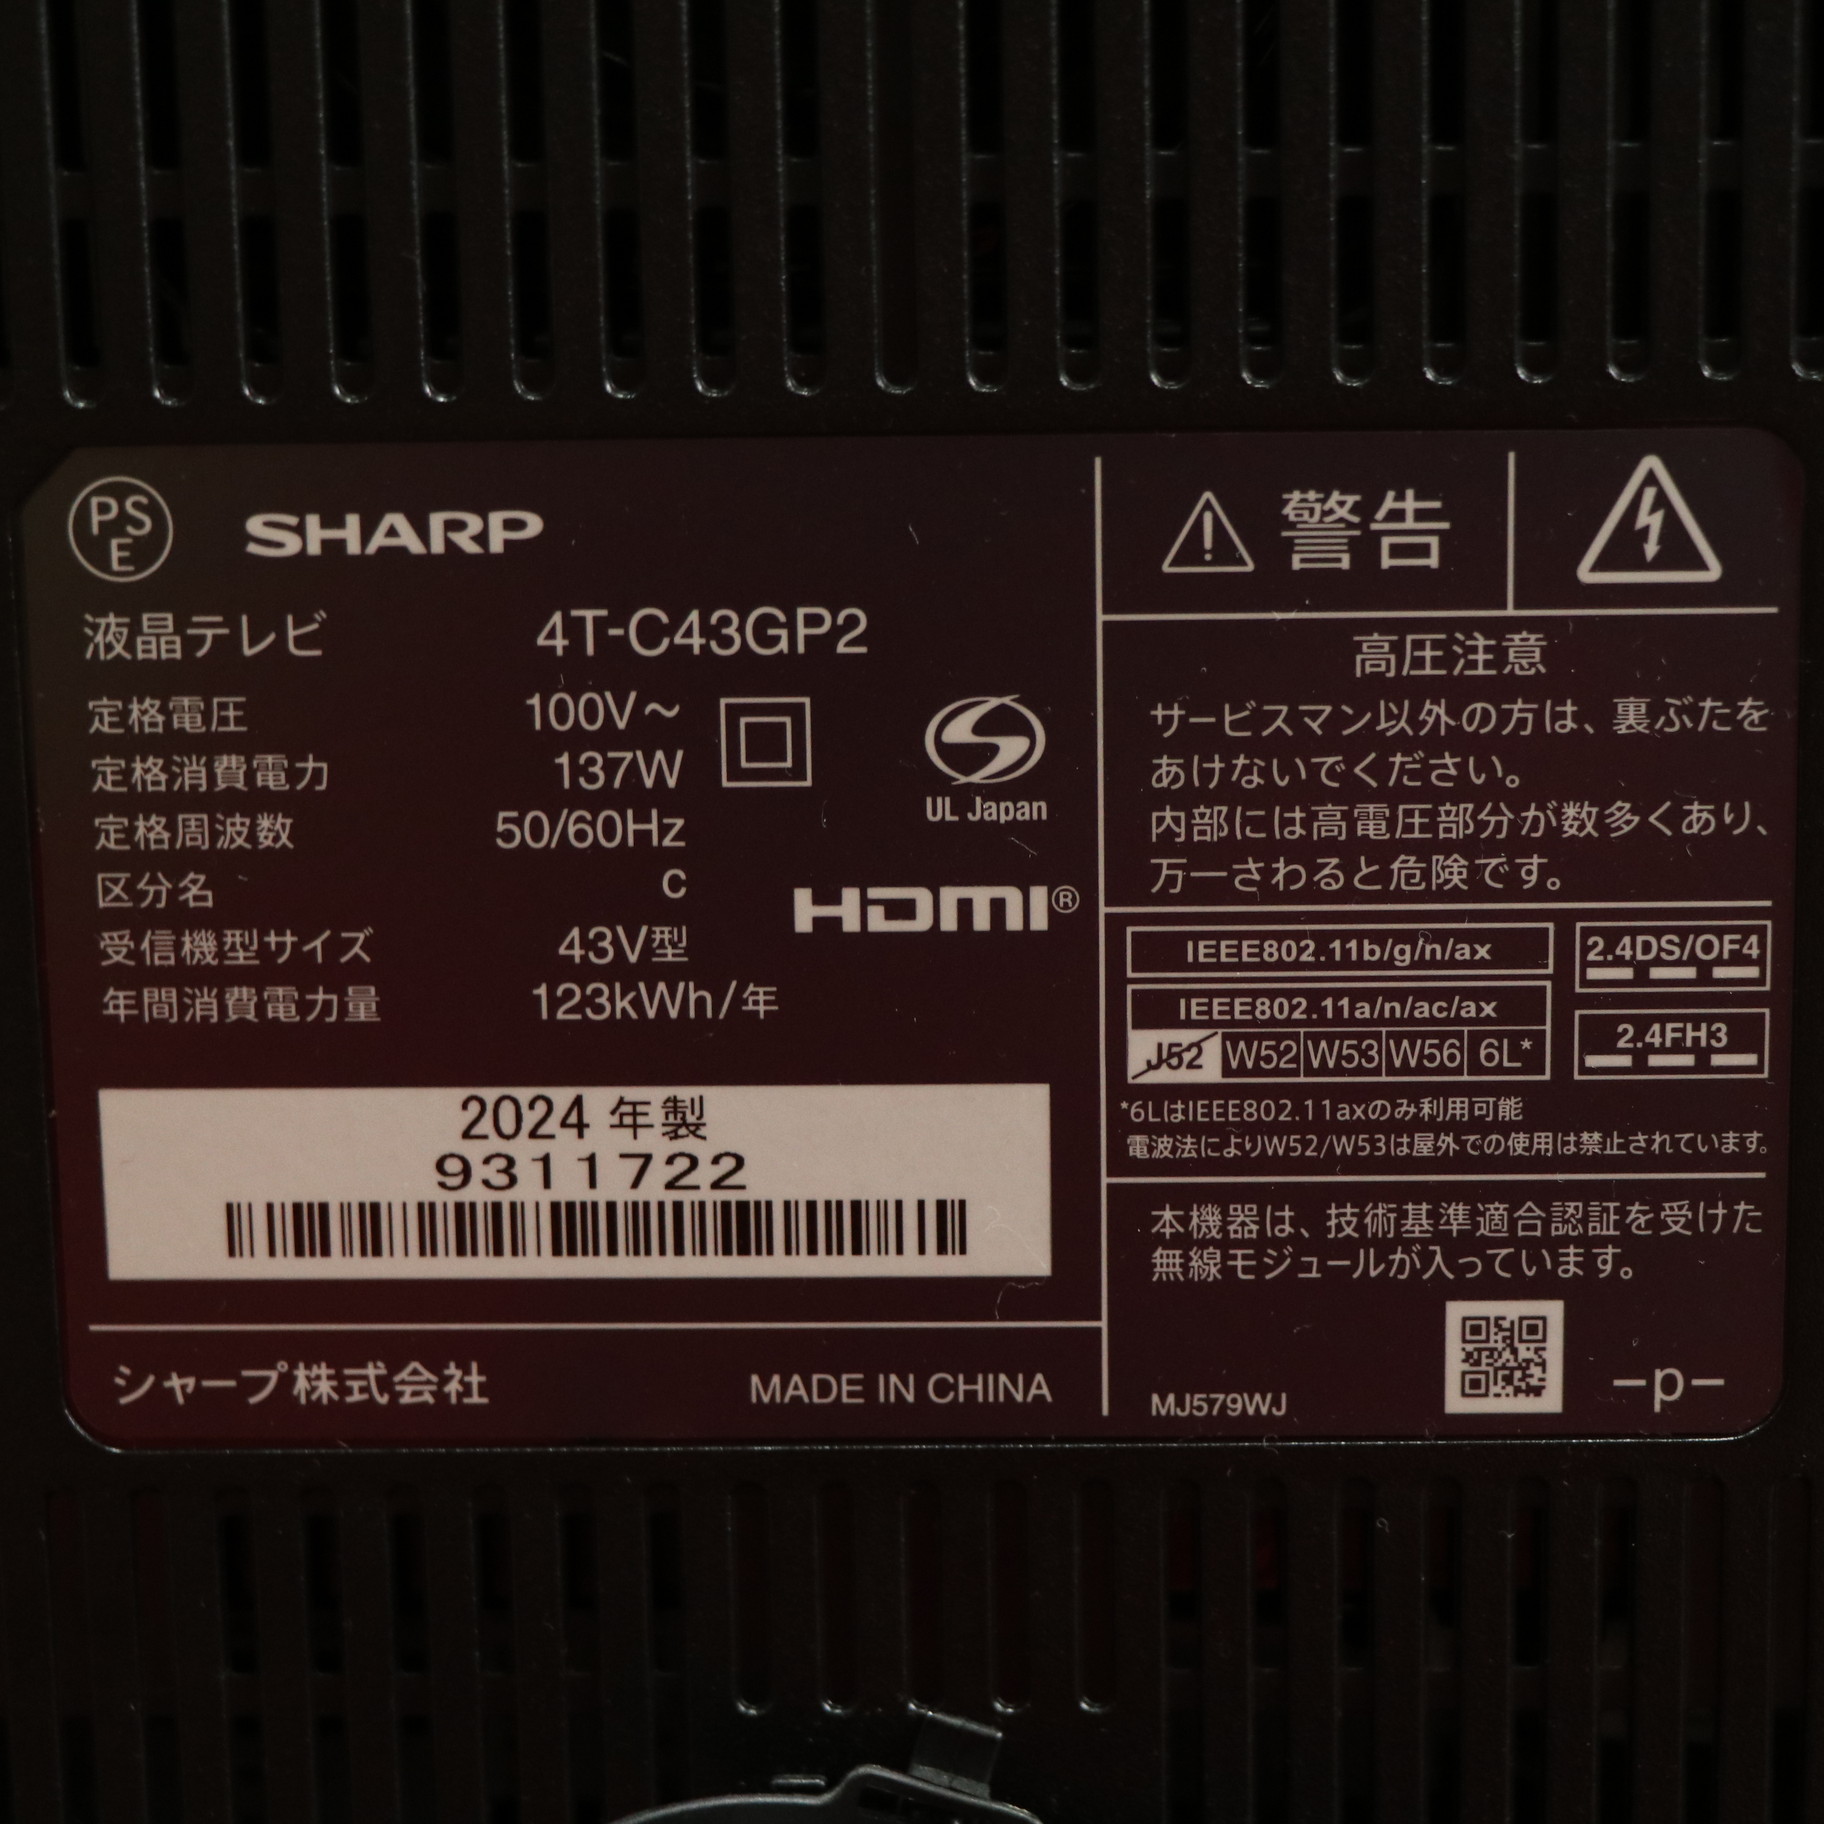 PS
E
SHARP
液晶テレビ 4T-C43GP2
定格電圧 100V～
定格消費電力 137W
定格周波数 50/60Hz
区分名 C
受信機型サイズ 43V型
年間消費電力量 123kWh/年
UL Japan
HDMI®
2024 年製
9311722
シャープ株式会社 MADE IN CHINA
警告
高圧注意
サービスマン以外の方は、裏ぶたを
あけないでください。
内部には高電圧部分が数多くあり、
万一さわると危険です。
IEEE802.11b/g/n/ax
2.4DS/OF4
IEEE802.11a/n/ac/ax
J52 W52 W53 W56 6L*
2.4FH3
*6LはIEEE802.11axのみ利用可能
電波法によりW52/W53は屋外での使用は禁止されています。
本機器は、技術基準適合認証を受けた
無線モジュールが入っています。
MJ579WJ
-p-